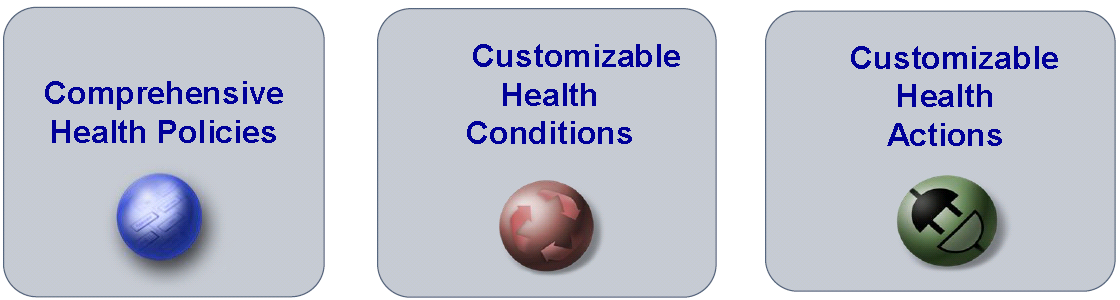 Comprehensive
Health Policies
Customizable
Health
Conditions
Customizable
Health
Actions